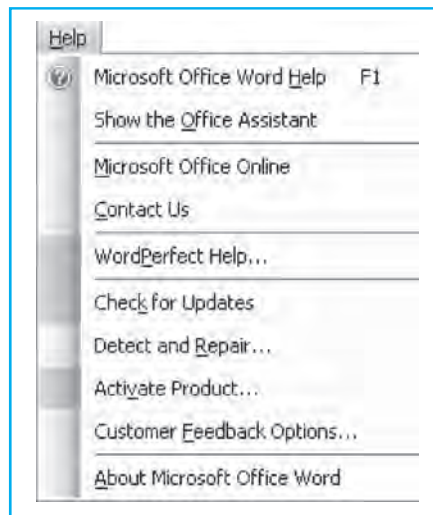 Help
Microsoft Office Word Help F1
Show the Office Assistant
Microsoft Office Online
Contact Us
WordPerfect Help...
Check for Updates
Detect and Repair...
Activate Product...
Customer Feedback Options...
About Microsoft Office Word